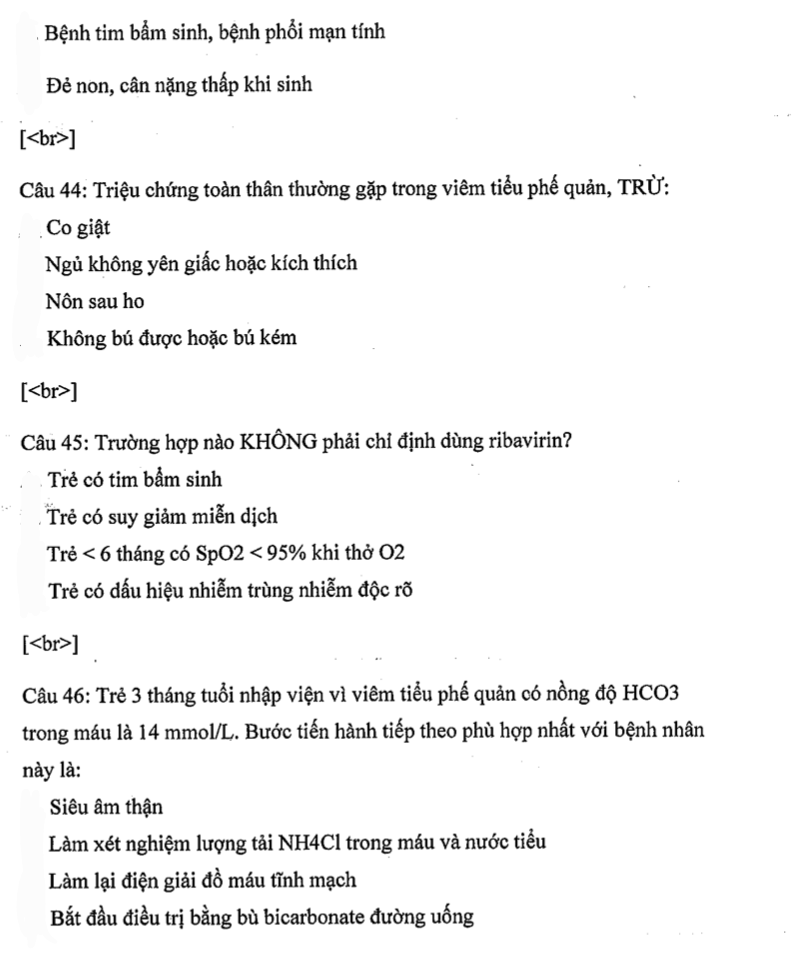 Bệnh tim bẩm sinh, bệnh phổi mạn tính
Đẻ non, cân nặng thấp khi sinh
[<br>]
Câu 44: Triệu chứng toàn thân thường gặp trong viêm tiểu phế quản, TRỪ:
Co giật
Ngủ không yên giấc hoặc kích thích
Nôn sau ho
Không bú được hoặc bú kém
[<br>]
Câu 45: Trường hợp nào KHÔNG phải chỉ định dùng ribavirin?
Trẻ có tim bẩm sinh
Trẻ có suy giảm miễn dịch
Trẻ < 6 tháng có SpO2 < 95% khi thở O2
Trẻ có dấu hiệu nhiễm trùng nhiễm độc rõ
[<br>]
Câu 46: Trẻ 3 tháng tuổi nhập viện vì viêm tiểu phế quản có nồng độ HCO3
trong máu là 14 mmol/L. Bước tiến hành tiếp theo phù hợp nhất với bệnh nhân
này là:
Siêu âm thận
Làm xét nghiệm lượng tải NH4Cl trong máu và nước tiểu
Làm lại điện giải đồ máu tĩnh mạch
Bắt đầu điều trị bằng bù bicarbonate đường uống